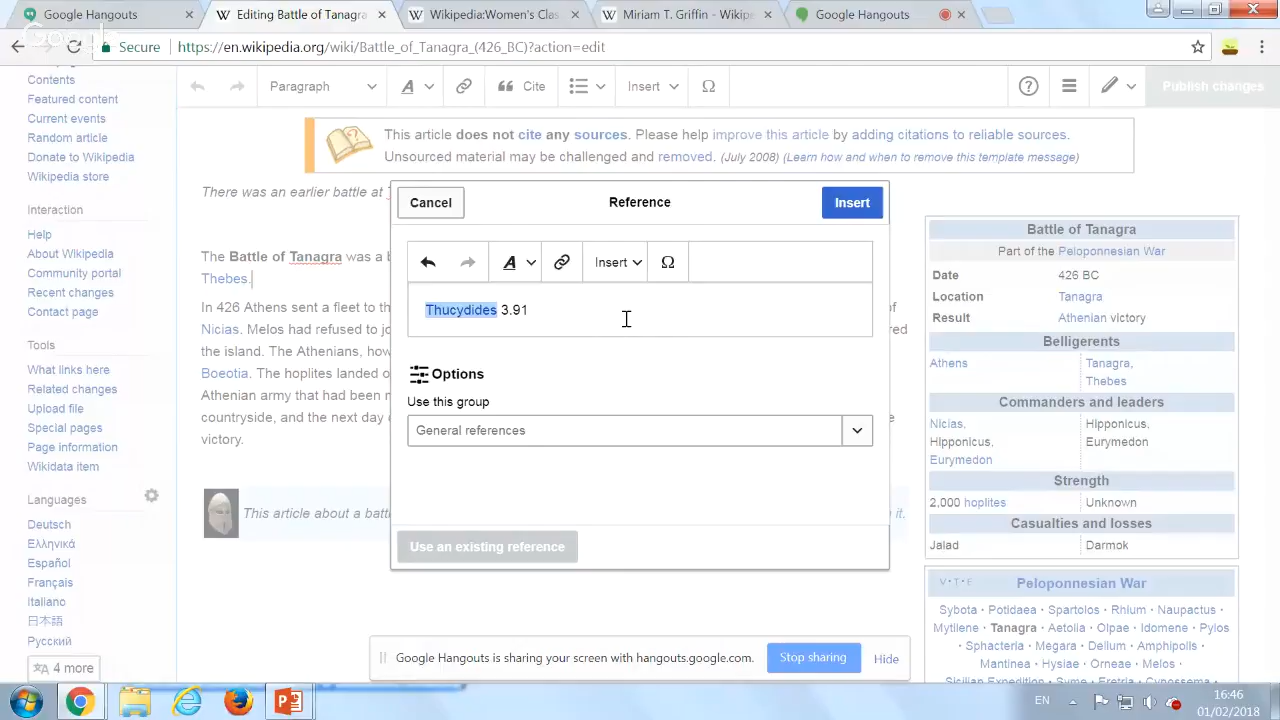 Google Hangouts
Editing Battle of Tanagra
Wikipedia:Women
Miriam T. Griffin - Wikipe
Google Hangouts
Secure
https://en.wikipedia.org/wiki/Battle_of_Tanagra_(426_BC)?action=edit
Contents
Featured content
Current events
Random article
Donate to Wikipedia
Wikipedia store
Interaction
Help
About Wikipedia
Community portal
Recent changes
Contact page
Tools
What links here
Related changes
Upload file
Special pages
Page information
Wikidata item
Languages
Deutsch
Ελληνικά
Español
Français
Italiano
日本語
Русский
4 more
Paragraph
A
Cite
Insert
Ω
Publish changes
This article does not cite any sources. Please help improve this article by adding citations to reliable sources.
Unsourced material may be challenged and removed. (July 2008) (Learn how and when to remove this template message)
There was an earlier battle at
The Battle of Tanagra was a
Thebes.
In 426 Athens sent a fleet to of
Nicias. Melos had refused to
the island. The Athenians,
Boeotia. The hoplites landed
Athenian army that had been
countryside, and the next day
victory.
This article about a it.
Cancel
Reference
Insert
A
Insert
Ω
Thucydides 3.91
Options
Use this group
General references
Use an existing reference
Battle of Tanagra
Part of the Peloponnesian War
Date 426 BC
Location Tanagra
Result Athenian victory
Belligerents
Athens Tanagra,
Thebes
Commanders and leaders
Nicias, Hipponicus,
Hipponicus, Eurymedon
Eurymedon
Strength
2,000 hoplites Unknown
Casualties and losses
Jalad Darmok
V · T · E Peloponnesian War
Sybota · Potidaea · Spartolos · Rhium · Naupactus ·
Mytilene · Tanagra · Aetolia · Olpae · Idomene · Pylos
· Sphacteria · Megara · Delium · Amphipolis ·
Mantinea · Hysiae · Orneae · Melos ·
Sicilian Expedition · Syme · Eretria · Cynossema ·
Google Hangouts is sharing your screen with hangouts.google.com.
Stop sharing
Hide
EN
16:46
01/02/2018